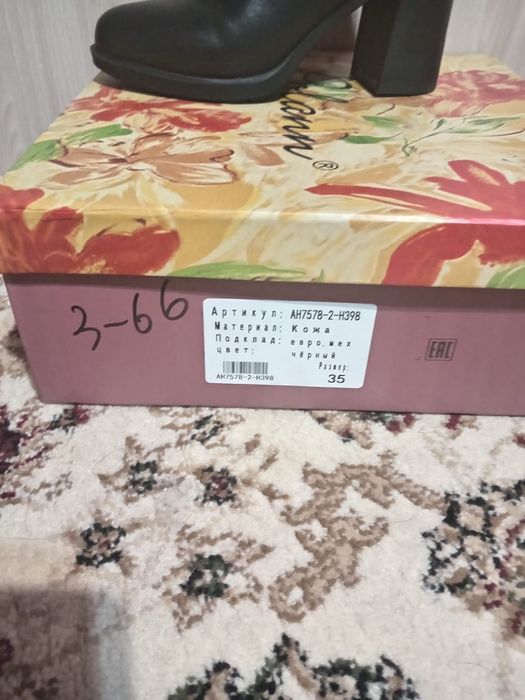 ®
3-66
Артикул: AH7578-2-H398
Материал: Кожа
Подклад: евро.мех
цвет: чёрный
Размер:
AH7578-2-H398 35
EAC